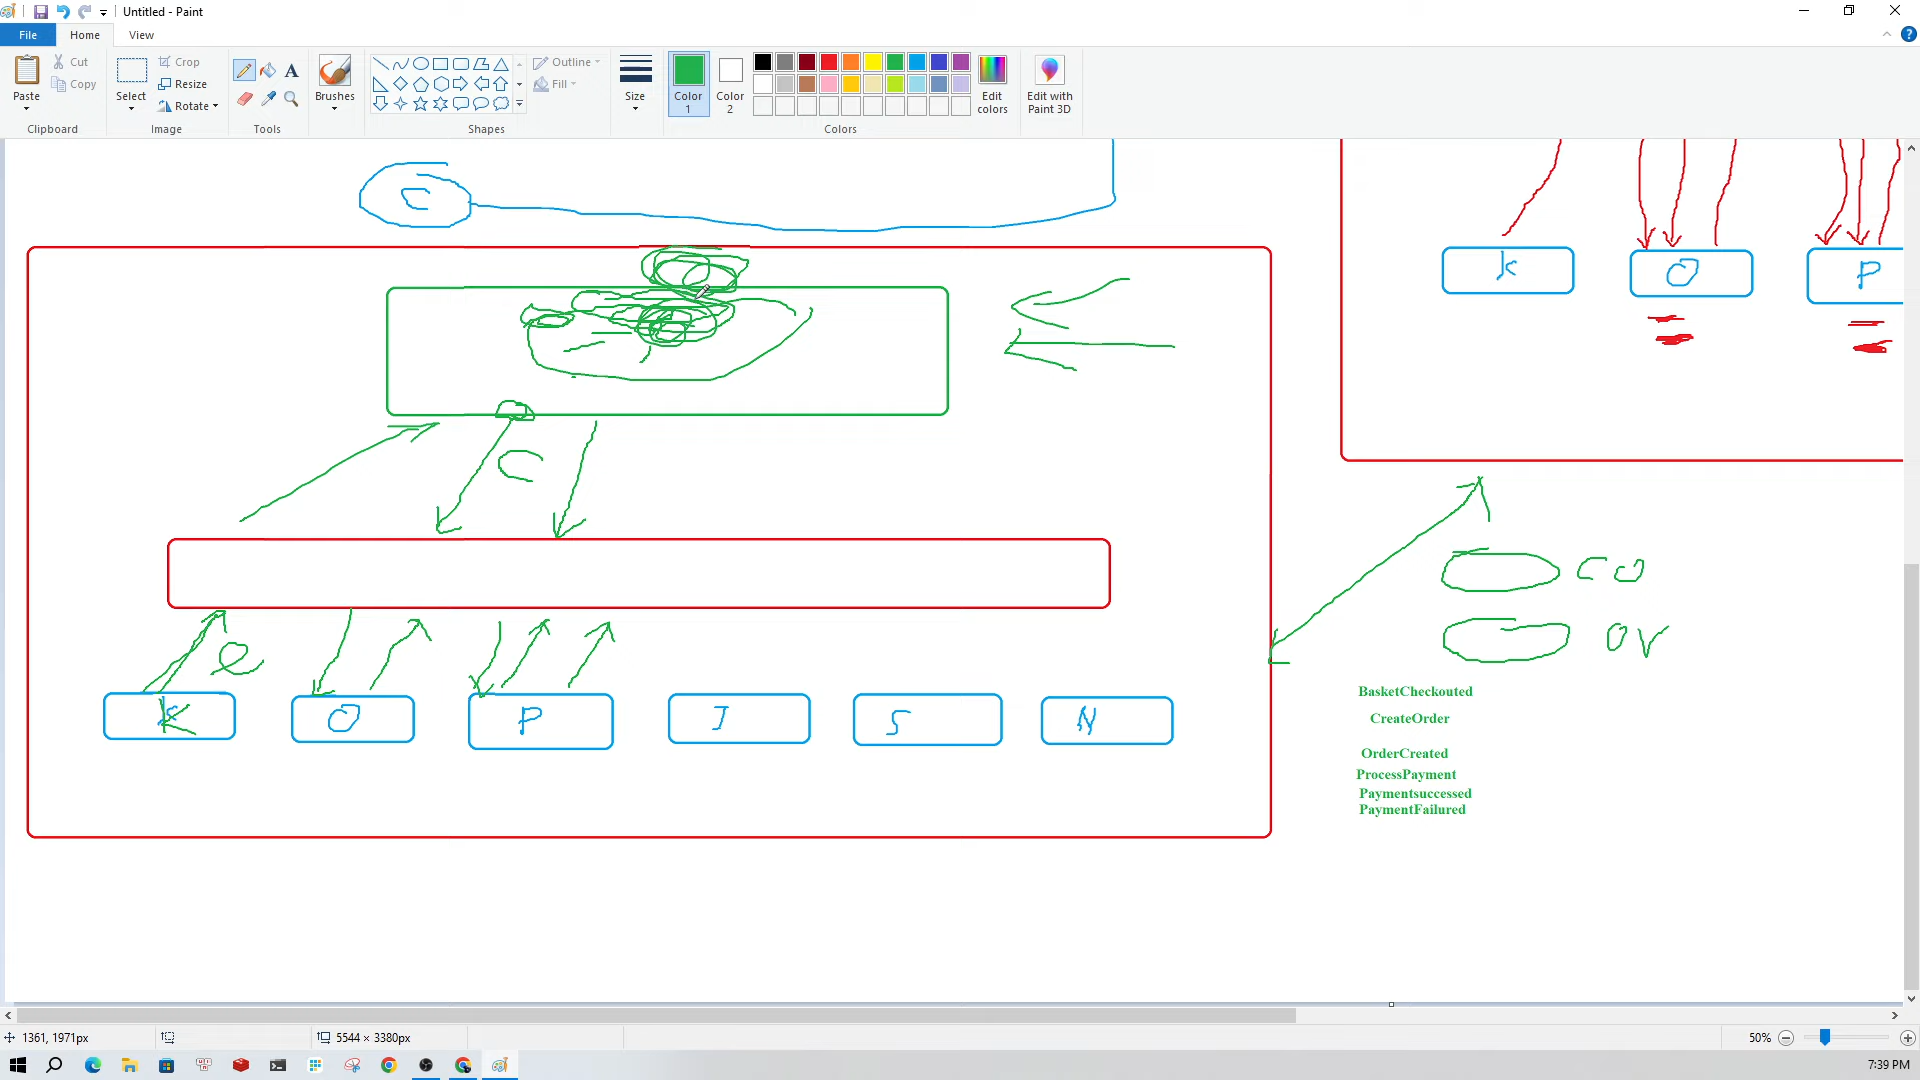 Untitled - Paint
File Home View
Paste
Cut
Copy
Clipboard
Select
Crop
Resize
Rotate
Image
A
Tools
Brushes
Outline
Fill
Shapes
Size
Color 1
Color 2
Edit colors
Edit with Paint 3D
Colors
C
K O P
C
e
K O P I S N
CO
OV
BasketCheckouted
CreateOrder
OrderCreated
ProcessPayment
Paymentsuccessed
PaymentFailured
1361, 1971px
5544 × 3380px
50%
7:39 PM